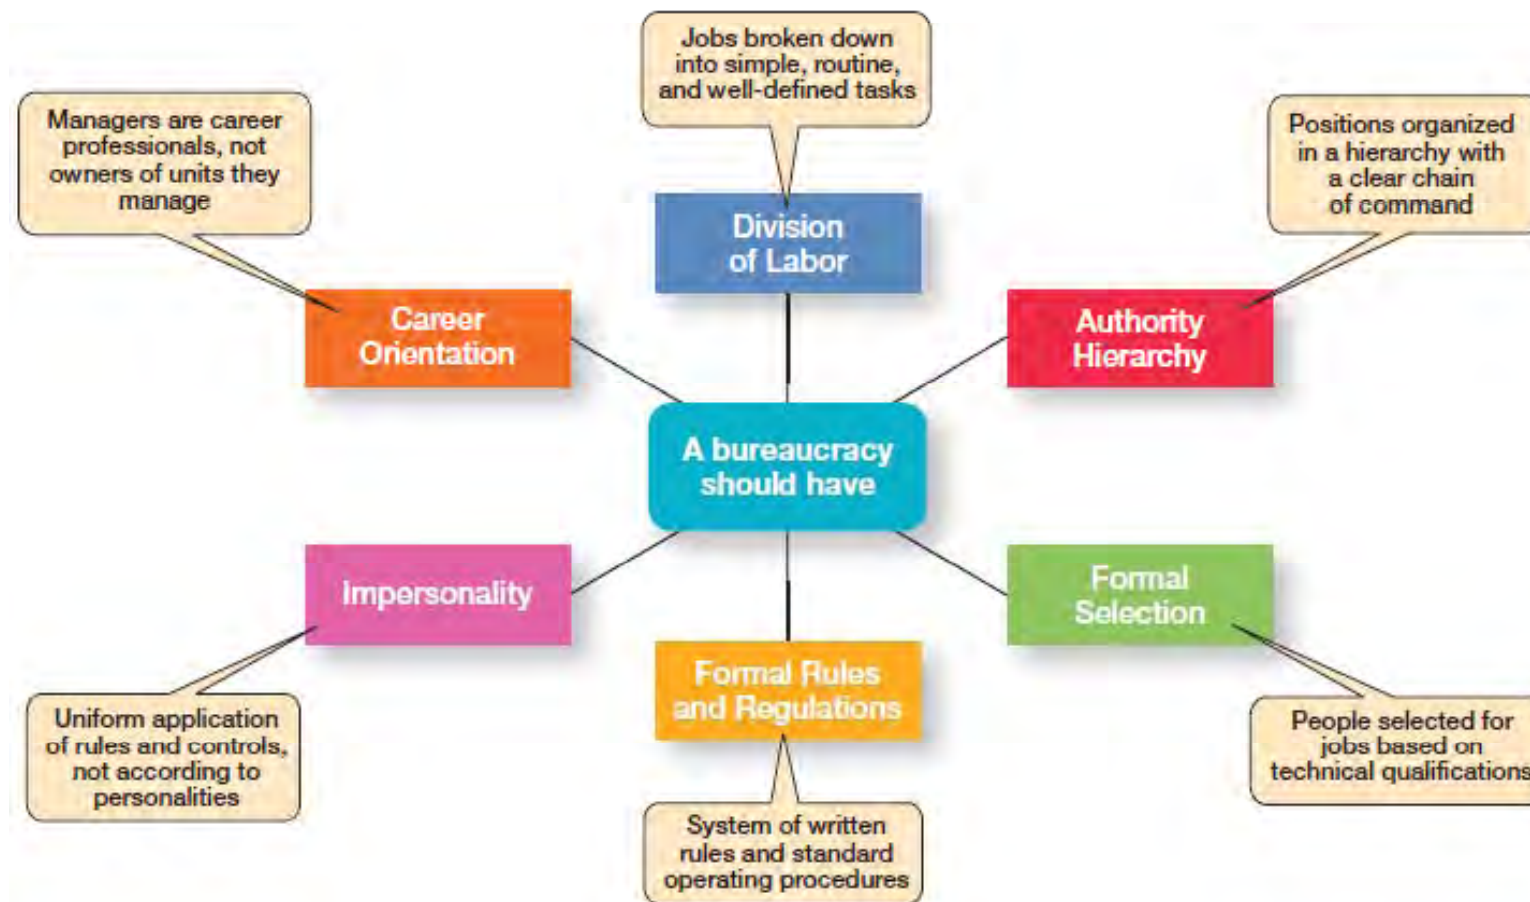 Jobs broken down
into simple, routine,
and well-defined tasks
Managers are career
professionals, not
owners of units they
manage
Positions organized
in a hierarchy with
a clear chain
of command
Division
of Labor
Career
Orientation
Authority
Hierarchy
A bureaucracy
should have
Impersonality
Formal
Selection
Formal Rules
and Regulations
Uniform application
of rules and controls,
not according to
personalities
People selected for
jobs based on
technical qualifications
System of written
rules and standard
operating procedures